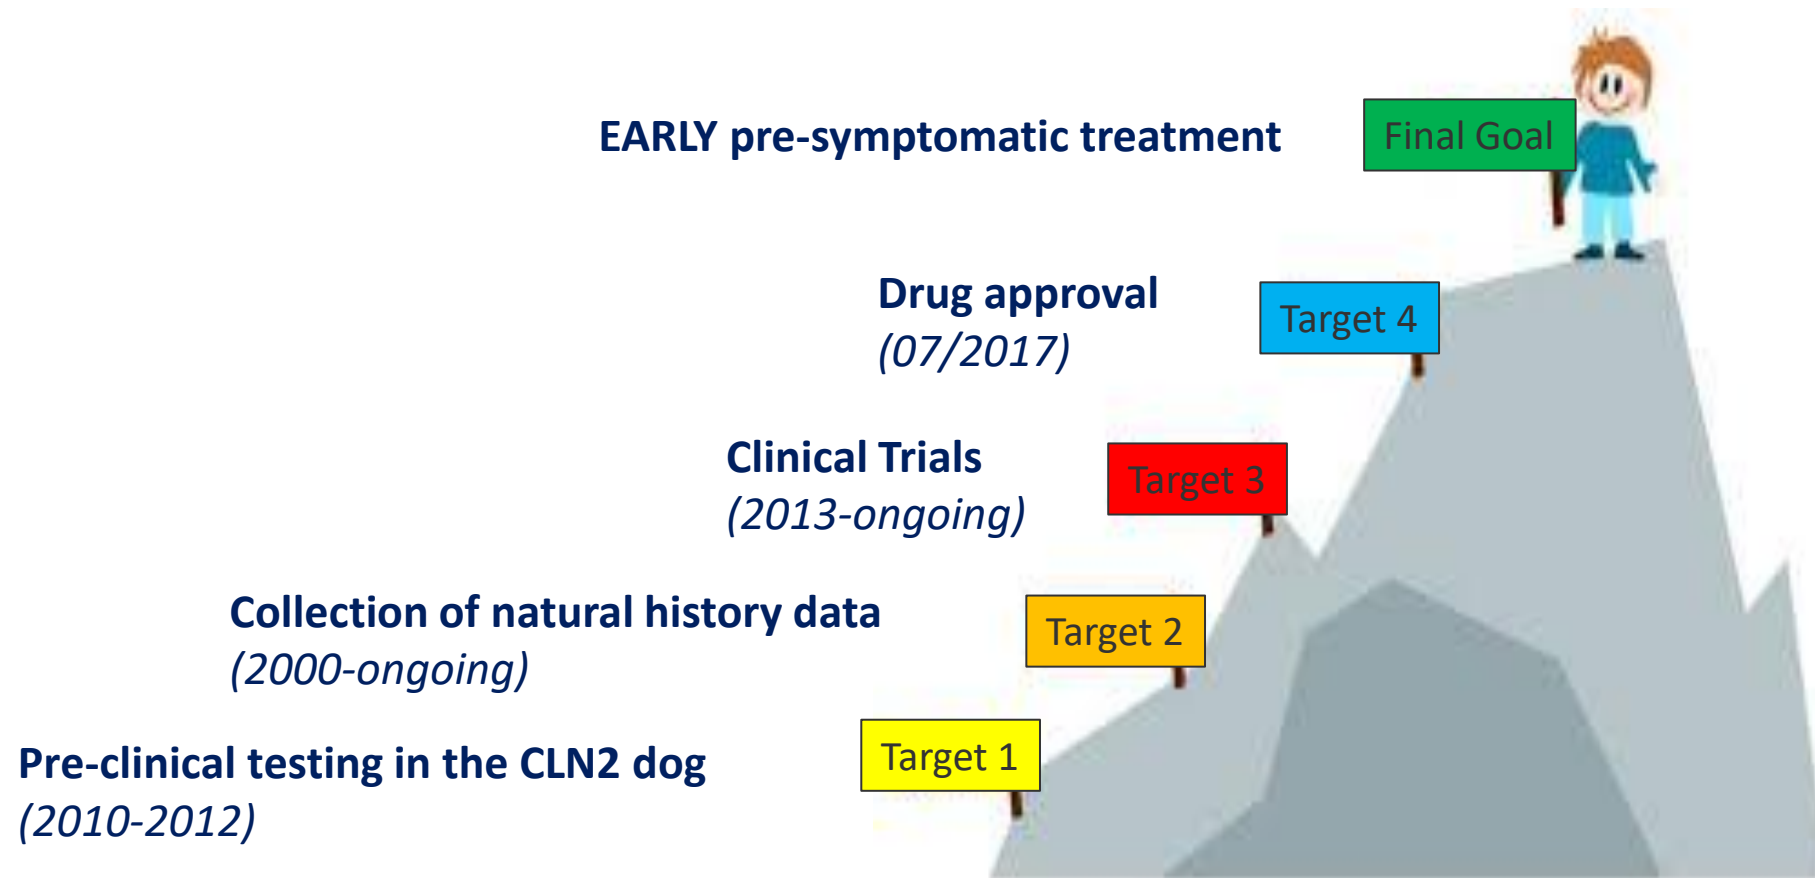 EARLY pre-symptomatic treatment
Final Goal
Drug approval
(07/2017)
Target 4
Clinical Trials
(2013-ongoing)
Target 3
Collection of natural history data
(2000-ongoing)
Target 2
Pre-clinical testing in the CLN2 dog
(2010-2012)
Target 1